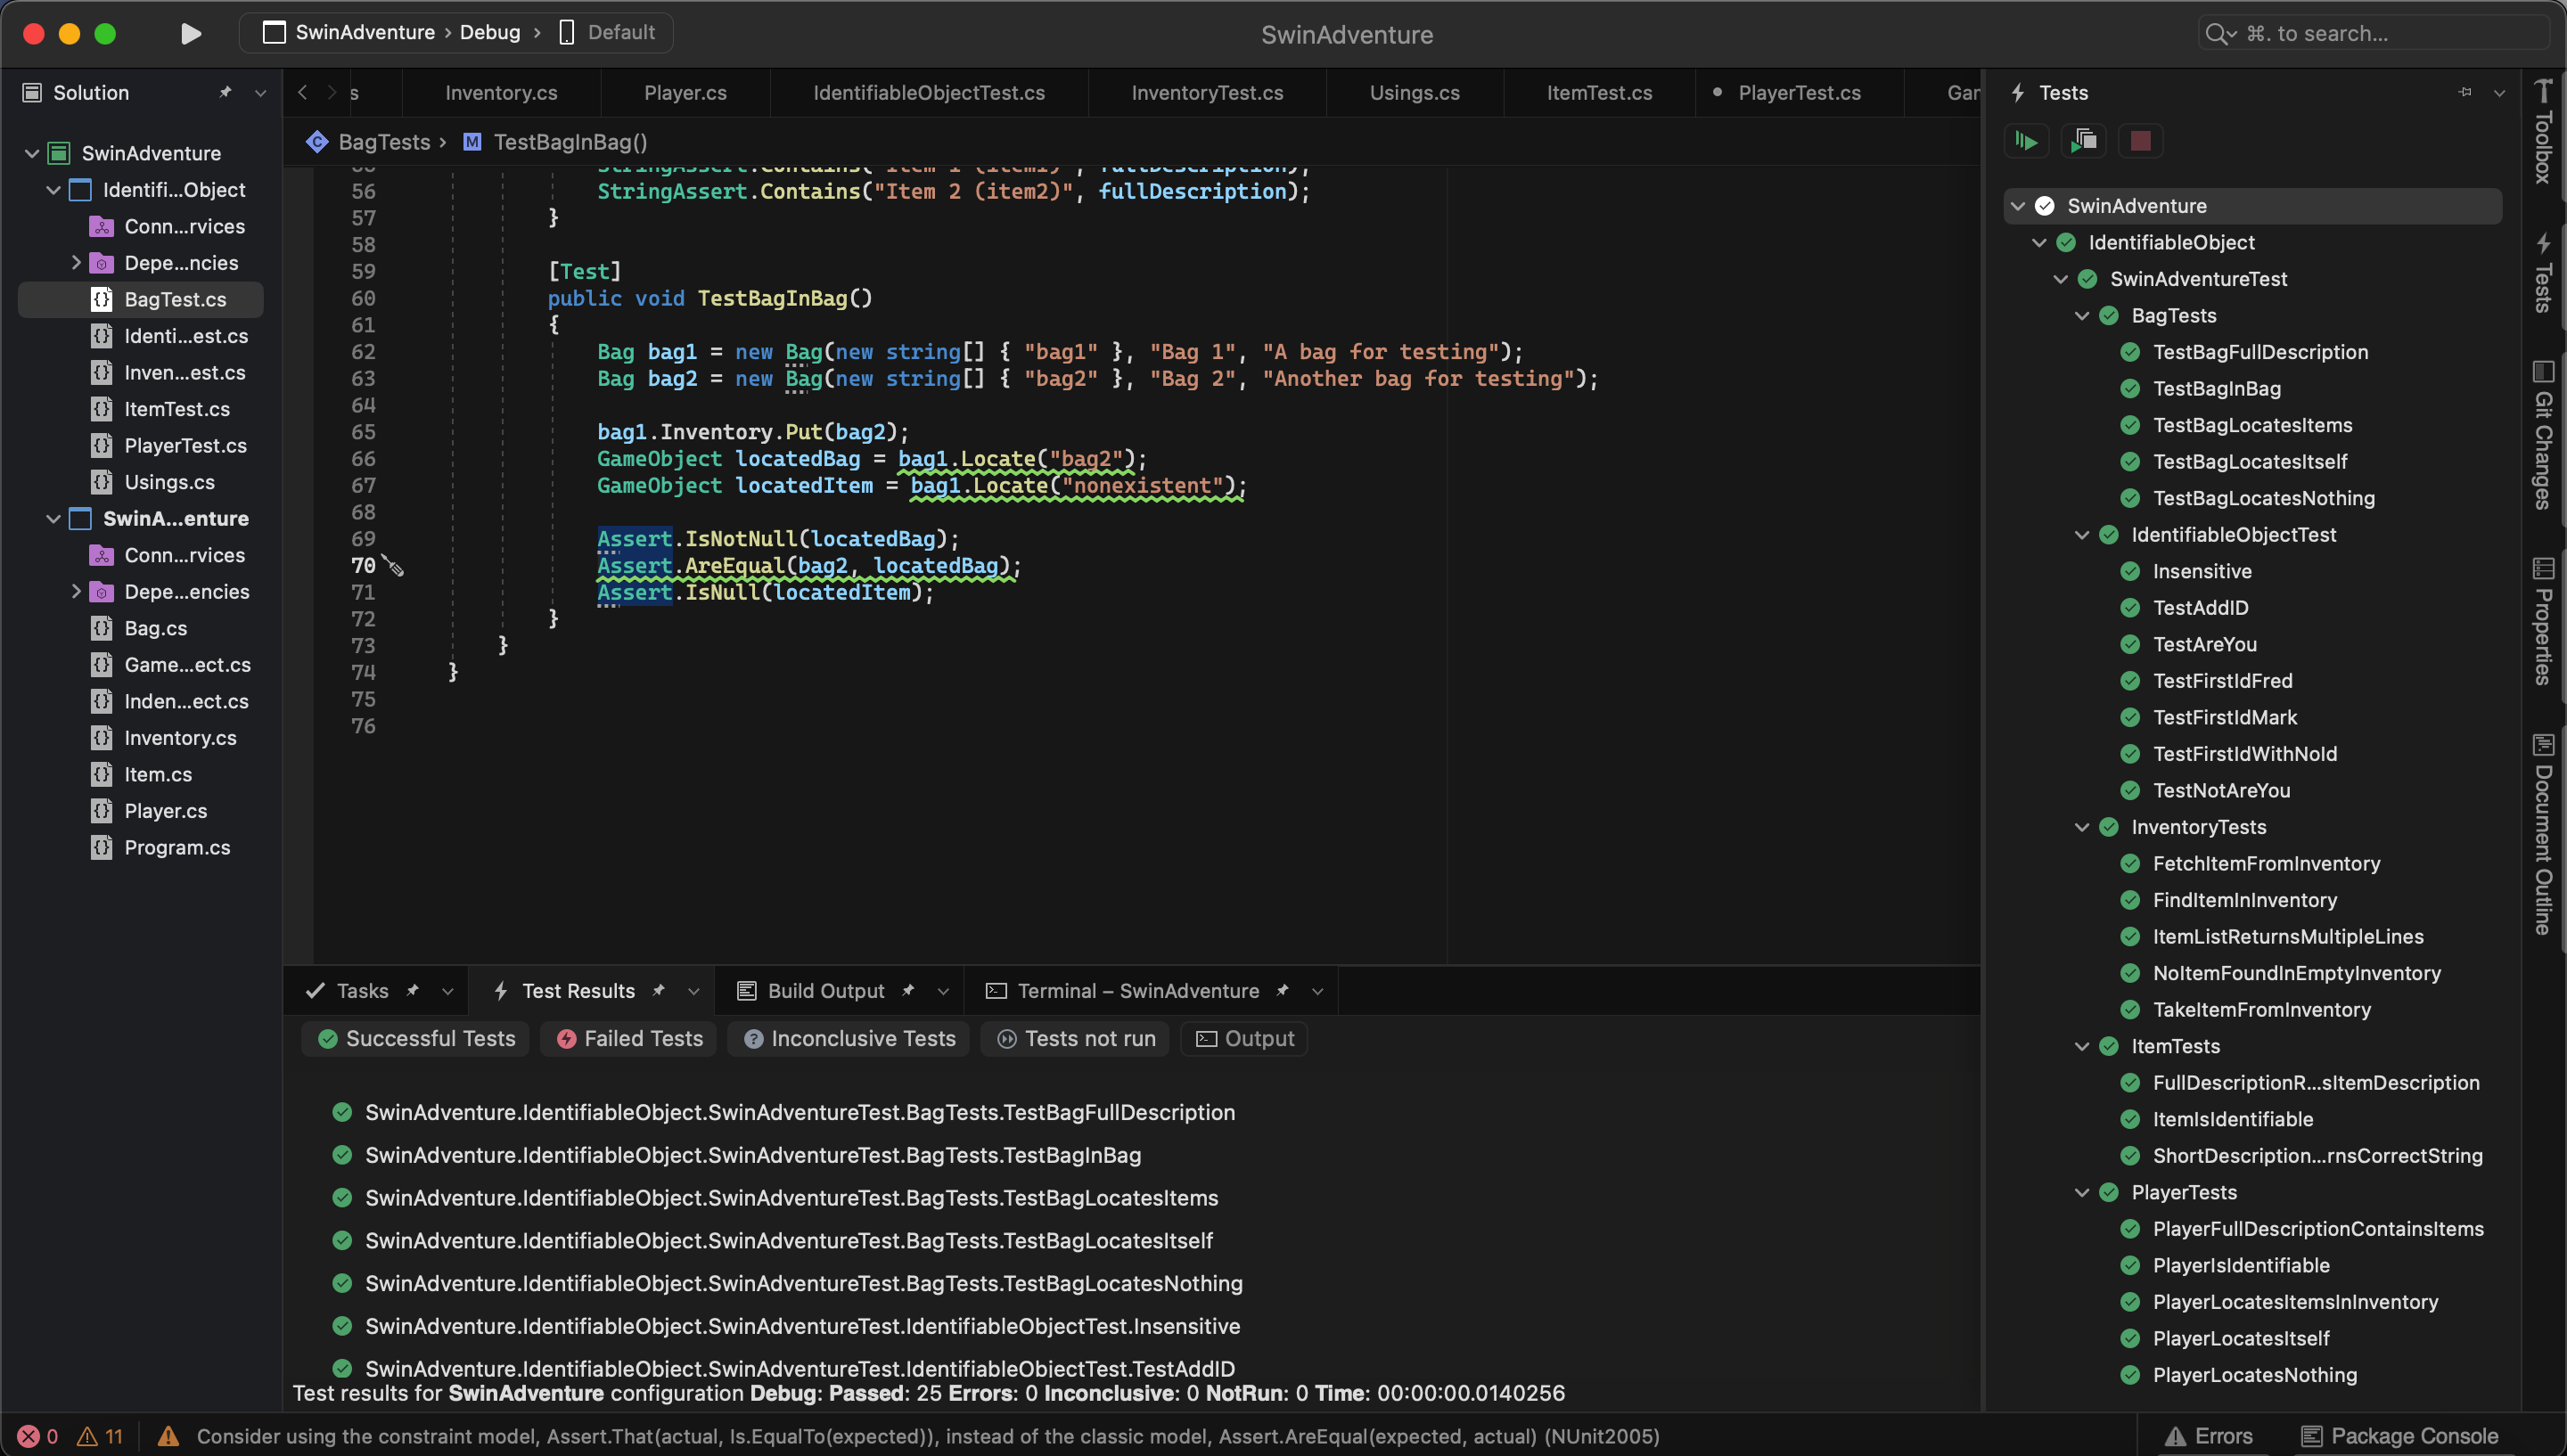 SwinAdventure › Debug › Default
SwinAdventure
⌘. to search...
Solution
SwinAdventure
Identifi...Object
Conn...rvices
Depe...ncies
BagTest.cs
Identi...est.cs
Inven...est.cs
ItemTest.cs
PlayerTest.cs
Usings.cs
SwinA...enture
Conn...rvices
Depe...encies
Bag.cs
Game...ect.cs
Inden...ect.cs
Inventory.cs
Item.cs
Player.cs
Program.cs
s Inventory.cs Player.cs IdentifiableObjectTest.cs InventoryTest.cs Usings.cs ItemTest.cs PlayerTest.cs Gam
BagTests › M TestBagInBag()
56 StringAssert.Contains("Item 2 (item2)", fullDescription);
57 }
58
59 [Test]
60 public void TestBagInBag()
61 {
62 Bag bag1 = new Bag(new string[] { "bag1" }, "Bag 1", "A bag for testing");
63 Bag bag2 = new Bag(new string[] { "bag2" }, "Bag 2", "Another bag for testing");
64
65 bag1.Inventory.Put(bag2);
66 GameObject locatedBag = bag1.Locate("bag2");
67 GameObject locatedItem = bag1.Locate("nonexistent");
68
69 Assert.IsNotNull(locatedBag);
70 Assert.AreEqual(bag2, locatedBag);
71 Assert.IsNull(locatedItem);
72 }
73 }
74 }
75
76
Tasks Test Results Build Output Terminal – SwinAdventure
Successful Tests Failed Tests Inconclusive Tests Tests not run Output
SwinAdventure.IdentifiableObject.SwinAdventureTest.BagTests.TestBagFullDescription
SwinAdventure.IdentifiableObject.SwinAdventureTest.BagTests.TestBagInBag
SwinAdventure.IdentifiableObject.SwinAdventureTest.BagTests.TestBagLocatesItems
SwinAdventure.IdentifiableObject.SwinAdventureTest.BagTests.TestBagLocatesItself
SwinAdventure.IdentifiableObject.SwinAdventureTest.BagTests.TestBagLocatesNothing
SwinAdventure.IdentifiableObject.SwinAdventureTest.IdentifiableObjectTest.Insensitive
SwinAdventure.IdentifiableObject.SwinAdventureTest.IdentifiableObjectTest.TestAddID
Test results for SwinAdventure configuration Debug: Passed: 25 Errors: 0 Inconclusive: 0 NotRun: 0 Time: 00:00:00.0140256
Tests
SwinAdventure
IdentifiableObject
SwinAdventureTest
BagTests
TestBagFullDescription
TestBagInBag
TestBagLocatesItems
TestBagLocatesItself
TestBagLocatesNothing
IdentifiableObjectTest
Insensitive
TestAddID
TestAreYou
TestFirstIdFred
TestFirstIdMark
TestFirstIdWithNoId
TestNotAreYou
InventoryTests
FetchItemFromInventory
FindItemInInventory
ItemListReturnsMultipleLines
NoItemFoundInEmptyInventory
TakeItemFromInventory
ItemTests
FullDescriptionR...sItemDescription
ItemIsIdentifiable
ShortDescription...rnsCorrectString
PlayerTests
PlayerFullDescriptionContainsItems
PlayerIsIdentifiable
PlayerLocatesItemsInInventory
PlayerLocatesItself
PlayerLocatesNothing
Toolbox
Tests
Git Changes
Properties
Document Outline
0 11 Consider using the constraint model, Assert.That(actual, Is.EqualTo(expected)), instead of the classic model, Assert.AreEqual(expected, actual) (NUnit2005)
Errors Package Console